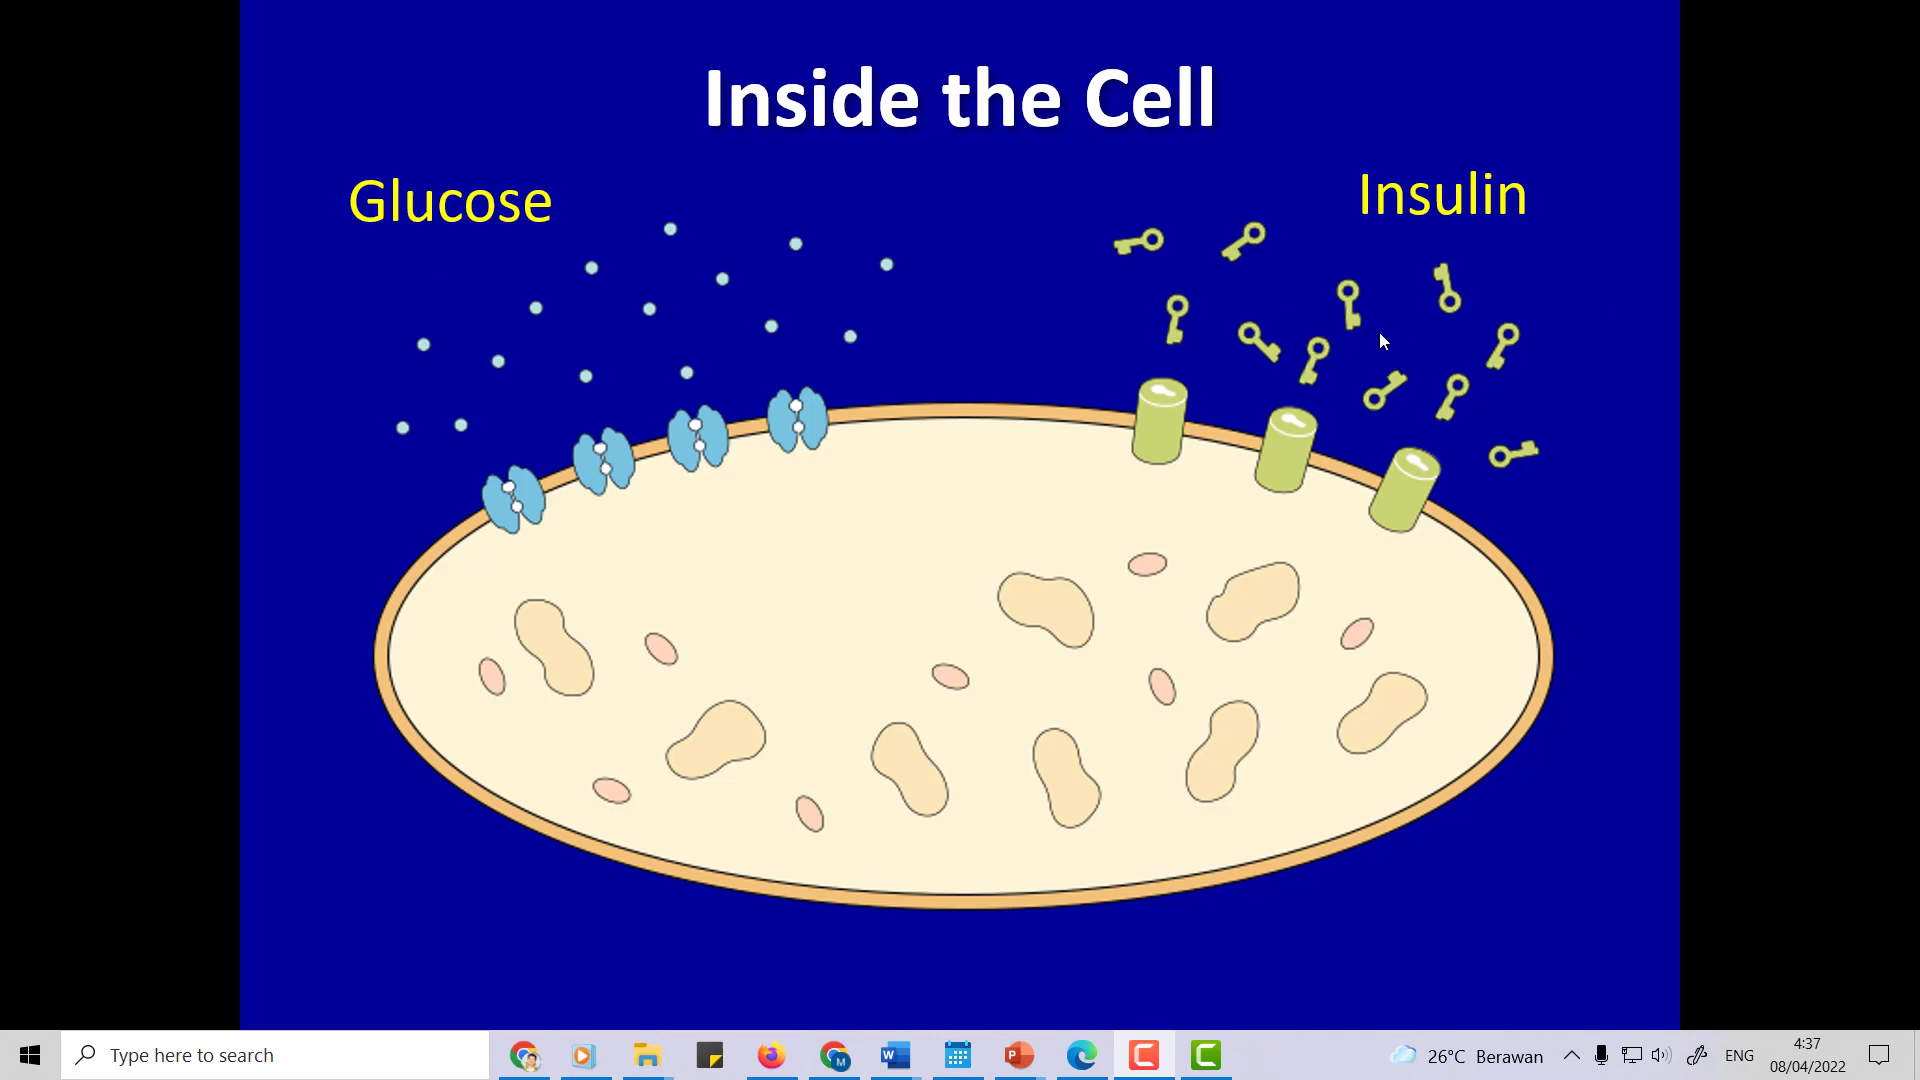 Inside the Cell
Glucose
Insulin
Type here to search
26°C Berawan
ENG
4:37
08/04/2022